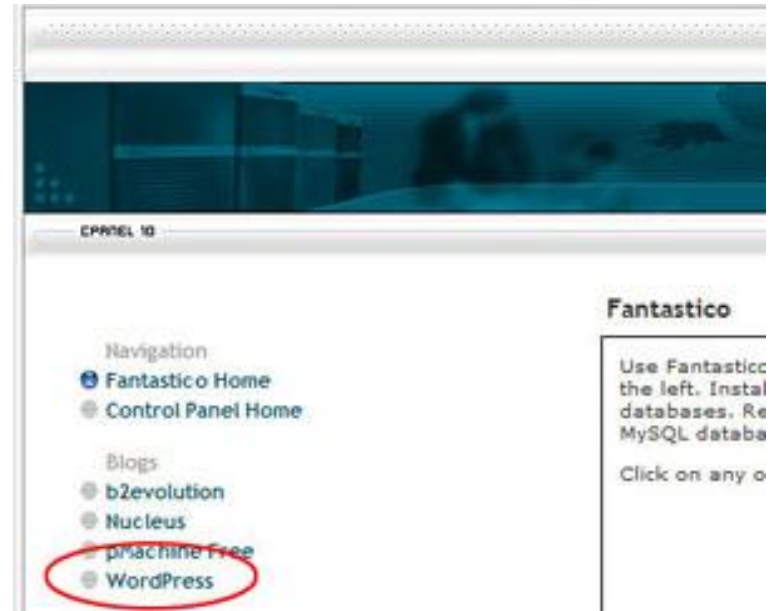 CPANEL 10
Fantastico
Navigation
Fantastico Home
Control Panel Home
Blogs
b2evolution
Nucleus
pMachine Free
WordPress
Use Fantastico
the left. Instal
databases. Re
MySQL databa
Click on any o